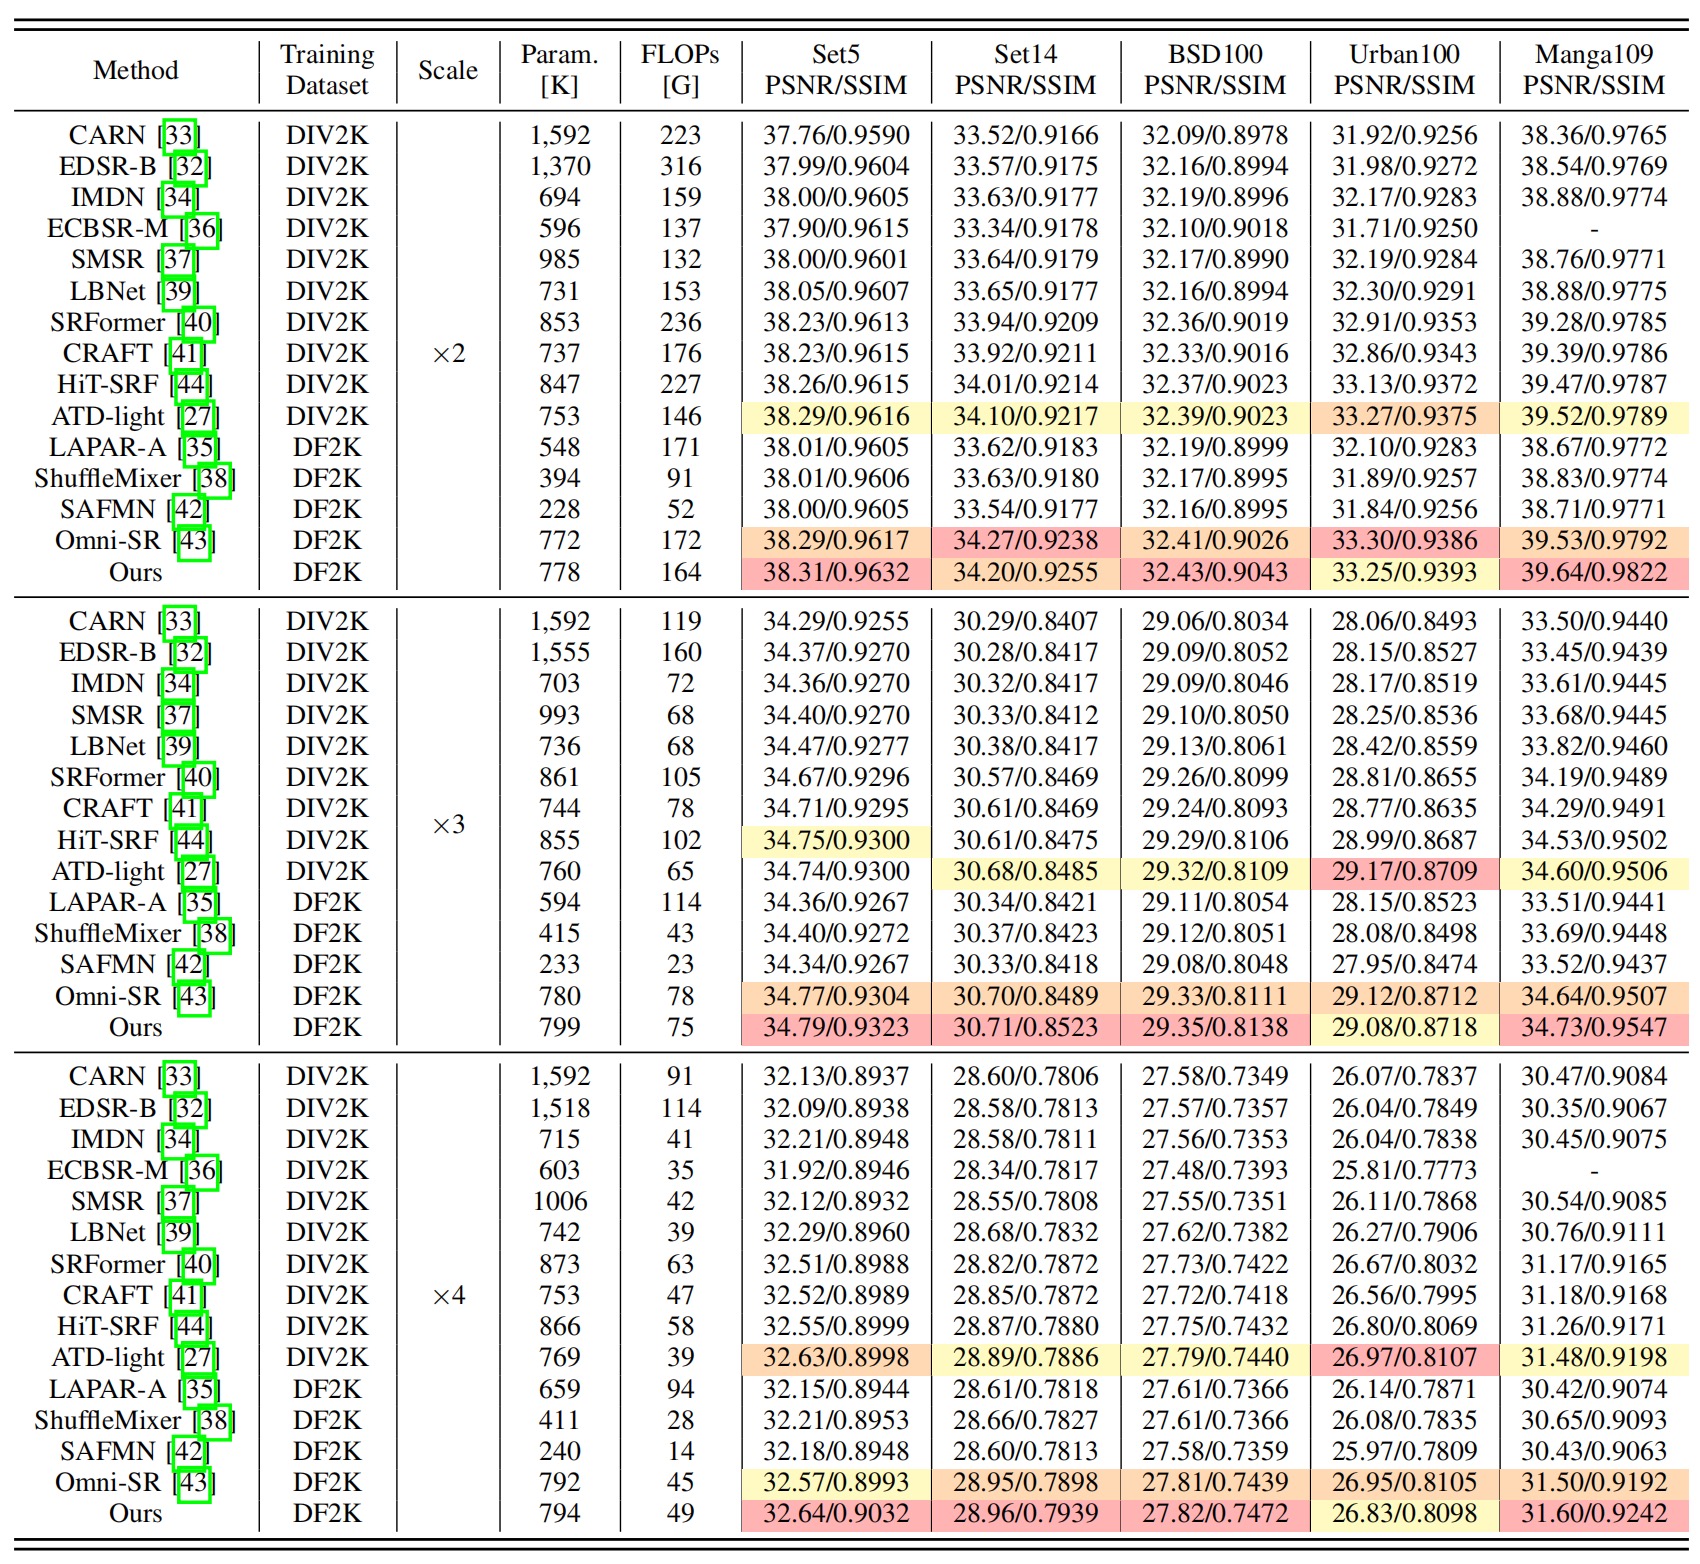 Method Training Dataset Scale Param. [K] FLOPs [G] Set5 PSNR/SSIM Set14 PSNR/SSIM BSD100 PSNR/SSIM Urban100 PSNR/SSIM Manga109 PSNR/SSIM
CARN [33] DIV2K 1,592 223 37.76/0.9590 33.52/0.9166 32.09/0.8978 31.92/0.9256 38.36/0.9765
EDSR-B [32] DIV2K 1,370 316 37.99/0.9604 33.57/0.9175 32.16/0.8994 31.98/0.9272 38.54/0.9769
IMDN [34] DIV2K 694 159 38.00/0.9605 33.63/0.9177 32.19/0.8996 32.17/0.9283 38.88/0.9774
ECBSR-M [36] DIV2K 596 137 37.90/0.9615 33.34/0.9178 32.10/0.9018 31.71/0.9250 -
SMSR [37] DIV2K 985 132 38.00/0.9601 33.64/0.9179 32.17/0.8990 32.19/0.9284 38.76/0.9771
LBNet [39] DIV2K 731 153 38.05/0.9607 33.65/0.9177 32.16/0.8994 32.30/0.9291 38.88/0.9775
SRFormer [40] DIV2K 853 236 38.23/0.9613 33.94/0.9209 32.36/0.9019 32.91/0.9353 39.28/0.9785
CRAFT [41] DIV2K ×2 737 176 38.23/0.9615 33.92/0.9211 32.33/0.9016 32.86/0.9343 39.39/0.9786
HiT-SRF [44] DIV2K 847 227 38.26/0.9615 34.01/0.9214 32.37/0.9023 33.13/0.9372 39.47/0.9787
ATD-light [27] DIV2K 753 146 38.29/0.9616 34.10/0.9217 32.39/0.9023 33.27/0.9375 39.52/0.9789
LAPAR-A [35] DF2K 548 171 38.01/0.9605 33.62/0.9183 32.19/0.8999 32.10/0.9283 38.67/0.9772
ShuffleMixer [38] DF2K 394 91 38.01/0.9606 33.63/0.9180 32.17/0.8995 31.89/0.9257 38.83/0.9774
SAFMN [42] DF2K 228 52 38.00/0.9605 33.54/0.9177 32.16/0.8995 31.84/0.9256 38.71/0.9771
Omni-SR [43] DF2K 772 172 38.29/0.9617 34.27/0.9238 32.41/0.9026 33.30/0.9386 39.53/0.9792
Ours DF2K 778 164 38.31/0.9632 34.20/0.9255 32.43/0.9043 33.25/0.9393 39.64/0.9822
CARN [33] DIV2K 1,592 119 34.29/0.9255 30.29/0.8407 29.06/0.8034 28.06/0.8493 33.50/0.9440
EDSR-B [32] DIV2K 1,555 160 34.37/0.9270 30.28/0.8417 29.09/0.8052 28.15/0.8527 33.45/0.9439
IMDN [34] DIV2K 703 72 34.36/0.9270 30.32/0.8417 29.09/0.8046 28.17/0.8519 33.61/0.9445
SMSR [37] DIV2K 993 68 34.40/0.9270 30.33/0.8412 29.10/0.8050 28.25/0.8536 33.68/0.9445
LBNet [39] DIV2K 736 68 34.47/0.9277 30.38/0.8417 29.13/0.8061 28.42/0.8559 33.82/0.9460
SRFormer [40] DIV2K 861 105 34.67/0.9296 30.57/0.8469 29.26/0.8099 28.81/0.8655 34.19/0.9489
CRAFT [41] DIV2K ×3 744 78 34.71/0.9295 30.61/0.8469 29.24/0.8093 28.77/0.8635 34.29/0.9491
HiT-SRF [44] DIV2K 855 102 34.75/0.9300 30.61/0.8475 29.29/0.8106 28.99/0.8687 34.53/0.9502
ATD-light [27] DIV2K 760 65 34.74/0.9300 30.68/0.8485 29.32/0.8109 29.17/0.8709 34.60/0.9506
LAPAR-A [35] DF2K 594 114 34.36/0.9267 30.34/0.8421 29.11/0.8054 28.15/0.8523 33.51/0.9441
ShuffleMixer [38] DF2K 415 43 34.40/0.9272 30.37/0.8423 29.12/0.8051 28.08/0.8498 33.69/0.9448
SAFMN [42] DF2K 233 23 34.34/0.9267 30.33/0.8418 29.08/0.8048 27.95/0.8474 33.52/0.9437
Omni-SR [43] DF2K 780 78 34.77/0.9304 30.70/0.8489 29.33/0.8111 29.12/0.8712 34.64/0.9507
Ours DF2K 799 75 34.79/0.9323 30.71/0.8523 29.35/0.8138 29.08/0.8718 34.73/0.9547
CARN [33] DIV2K 1,592 91 32.13/0.8937 28.60/0.7806 27.58/0.7349 26.07/0.7837 30.47/0.9084
EDSR-B [32] DIV2K 1,518 114 32.09/0.8938 28.58/0.7813 27.57/0.7357 26.04/0.7849 30.35/0.9067
IMDN [34] DIV2K 715 41 32.21/0.8948 28.58/0.7811 27.56/0.7353 26.04/0.7838 30.45/0.9075
ECBSR-M [36] DIV2K 603 35 31.92/0.8946 28.34/0.7817 27.48/0.7393 25.81/0.7773 -
SMSR [37] DIV2K 1006 42 32.12/0.8932 28.55/0.7808 27.55/0.7351 26.11/0.7868 30.54/0.9085
LBNet [39] DIV2K 742 39 32.29/0.8960 28.68/0.7832 27.62/0.7382 26.27/0.7906 30.76/0.9111
SRFormer [40] DIV2K 873 63 32.51/0.8988 28.82/0.7872 27.73/0.7422 26.67/0.8032 31.17/0.9165
CRAFT [41] DIV2K ×4 753 47 32.52/0.8989 28.85/0.7872 27.72/0.7418 26.56/0.7995 31.18/0.9168
HiT-SRF [44] DIV2K 866 58 32.55/0.8999 28.87/0.7880 27.75/0.7432 26.80/0.8069 31.26/0.9171
ATD-light [27] DIV2K 769 39 32.63/0.8998 28.89/0.7886 27.79/0.7440 26.97/0.8107 31.48/0.9198
LAPAR-A [35] DF2K 659 94 32.15/0.8944 28.61/0.7818 27.61/0.7366 26.14/0.7871 30.42/0.9074
ShuffleMixer [38] DF2K 411 28 32.21/0.8953 28.66/0.7827 27.61/0.7366 26.08/0.7835 30.65/0.9093
SAFMN [42] DF2K 240 14 32.18/0.8948 28.60/0.7813 27.58/0.7359 25.97/0.7809 30.43/0.9063
Omni-SR [43] DF2K 792 45 32.57/0.8993 28.95/0.7898 27.81/0.7439 26.95/0.8105 31.50/0.9192
Ours DF2K 794 49 32.64/0.9032 28.96/0.7939 27.82/0.7472 26.83/0.8098 31.60/0.9242